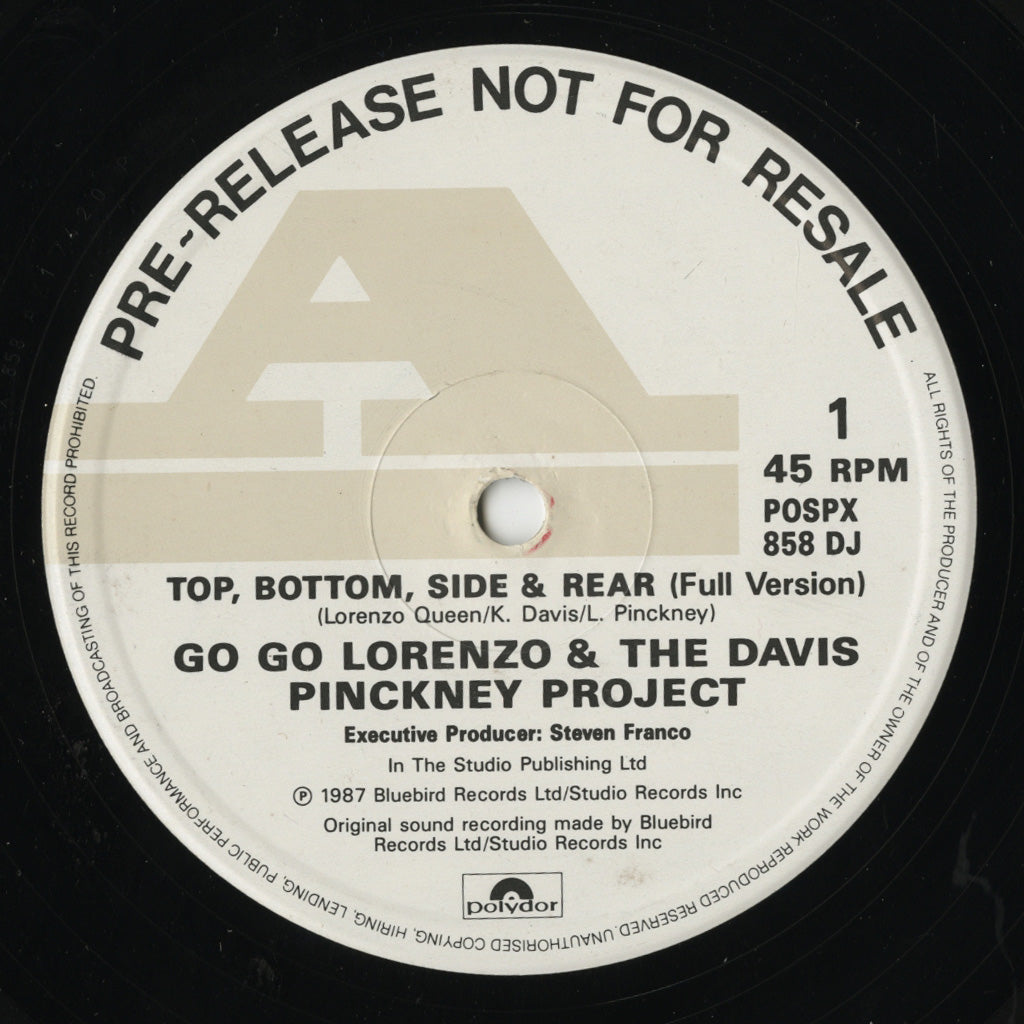 PRE-RELEASE NOT FOR RESALE
A
1
45 RPM
POSPX
858 DJ
TOP, BOTTOM, SIDE & REAR (Full Version)
(Lorenzo Queen/K. Davis/L. Pinckney)
GO GO LORENZO & THE DAVIS
PINCKNEY PROJECT
Executive Producer: Steven Franco
In The Studio Publishing Ltd
℗ 1987 Bluebird Records Ltd/Studio Records Inc
Original sound recording made by Bluebird
Records Ltd/Studio Records Inc
polydor
ALL RIGHTS OF THE PRODUCER AND OF THE OWNER OF THE WORK REPRODUCED RESERVED. UNAUTHORISED COPYING, HIRING, LENDING, PUBLIC PERFORMANCE AND BROADCASTING OF THIS RECORD PROHIBITED.